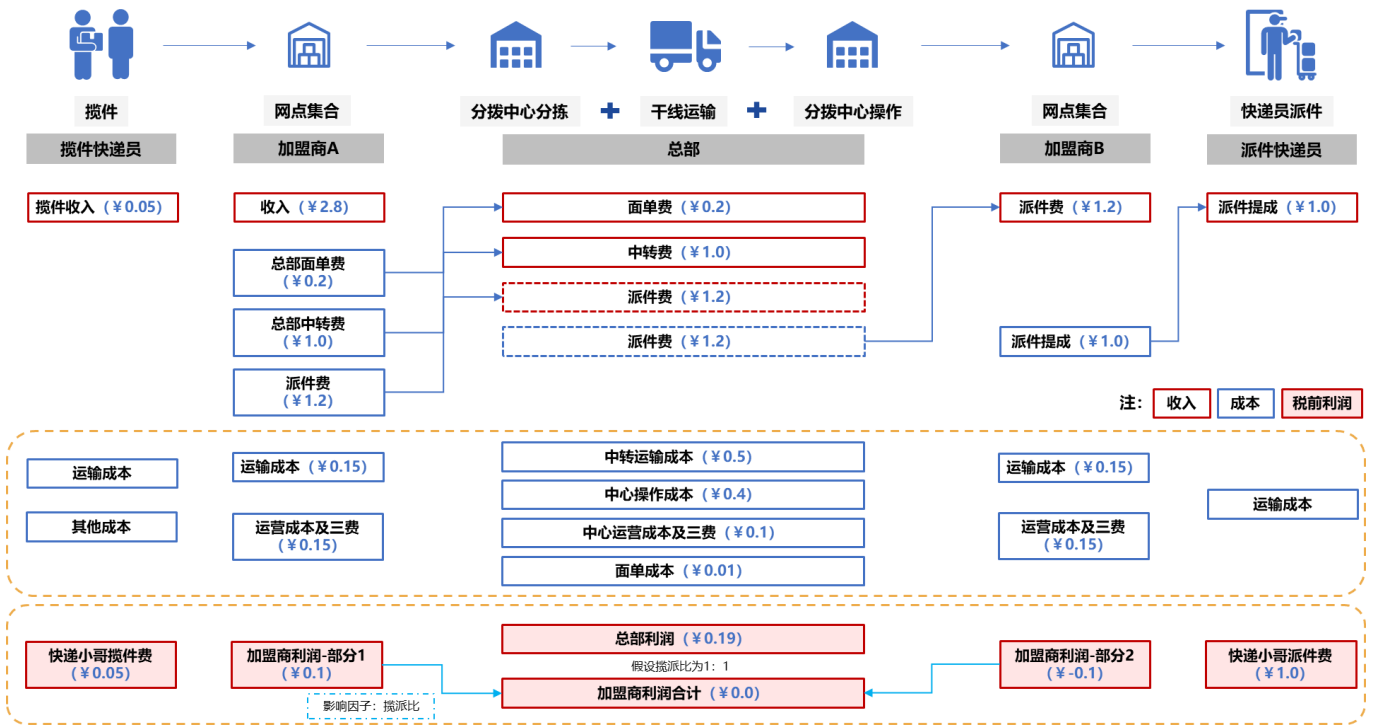 揽件
网点集合
分拨中心分拣
+
干线运输
+
分拨中心操作
网点集合
快递员派件
揽件快递员
加盟商A
总部
加盟商B
派件快递员
揽件收入（￥0.05）
收入（￥2.8）
面单费（￥0.2）
派件费（￥1.2）
派件提成（￥1.0）
总部面单费
（￥0.2）
中转费（￥1.0）
派件费（￥1.2）
总部中转费
（￥1.0）
派件费（￥1.2）
派件提成（￥1.0）
派件费
（￥1.2）
注：
收入
成本
税前利润
运输成本
运输成本（￥0.15）
中转运输成本（￥0.5）
运输成本（￥0.15）
中心操作成本（￥0.4）
运输成本
其他成本
运营成本及三费
（￥0.15）
中心运营成本及三费（￥0.1）
运营成本及三费
（￥0.15）
面单成本（￥0.01）
总部利润（￥0.19）
快递小哥揽件费
（￥0.05）
加盟商利润-部分1
（￥0.1）
假设揽派比为1：1
加盟商利润-部分2
（￥-0.1）
快递小哥派件费
（￥1.0）
加盟商利润合计（￥0.0）
影响因子：揽派比